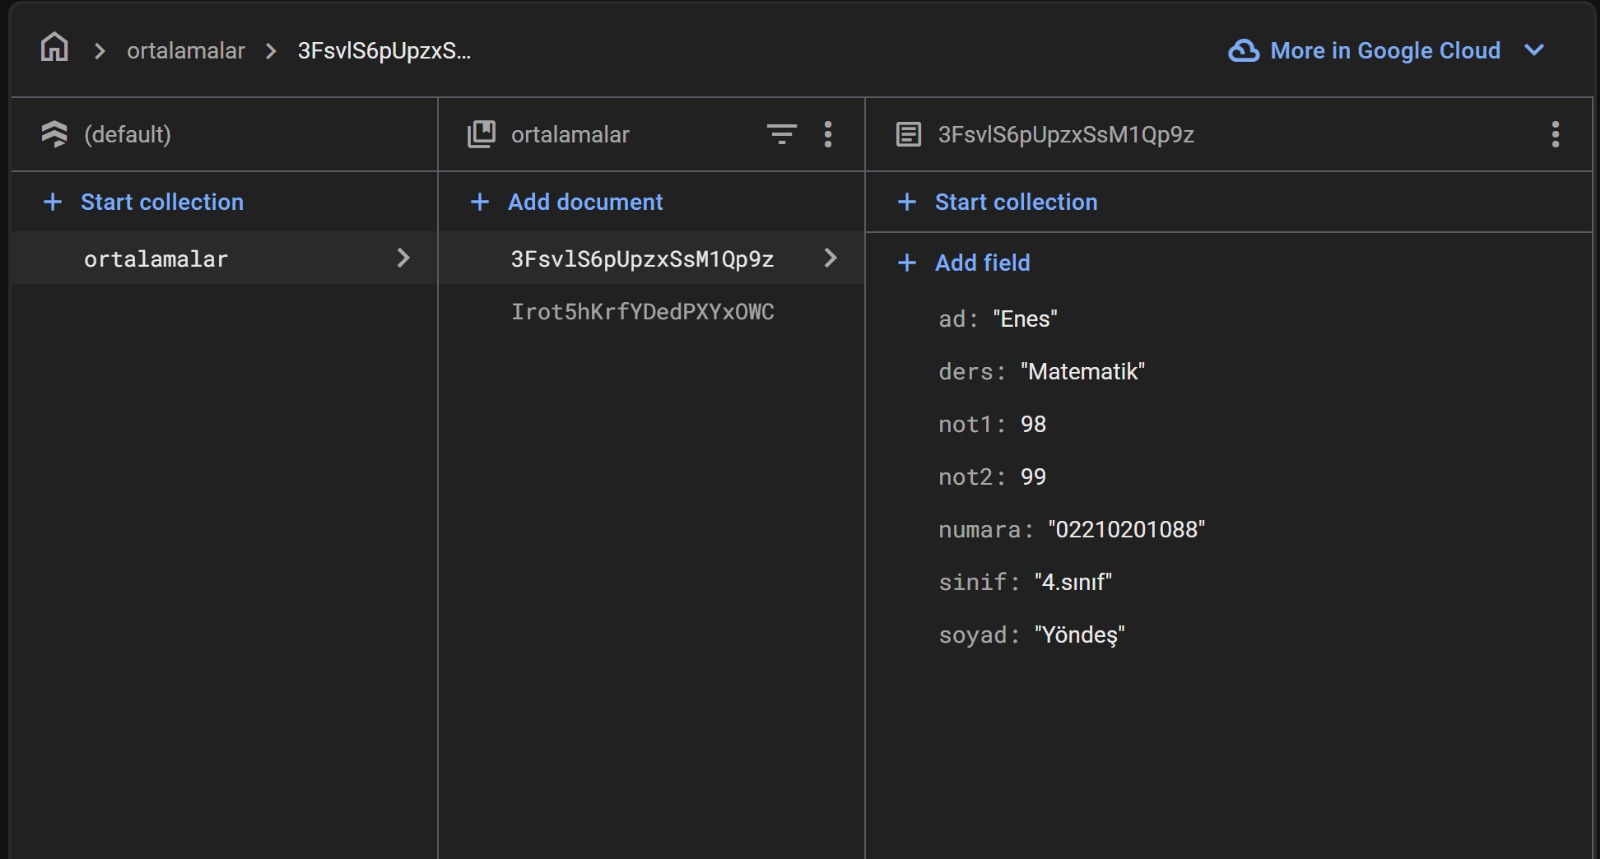 ortalamalar
3FsvlS6pUpzxS...
More in Google Cloud
(default)
ortalamalar
3FsvlS6pUpzxSsM1Qp9z
Start collection
Add document
Start collection
ortalamalar
3FsvlS6pUpzxSsM1Qp9z
Irot5hKrfYDedPXYxOWC
Add field
ad: "Enes"
ders: "Matematik"
not1: 98
not2: 99
numara: "02210201088"
sinif: "4.sınıf"
soyad: "Yöndeş"